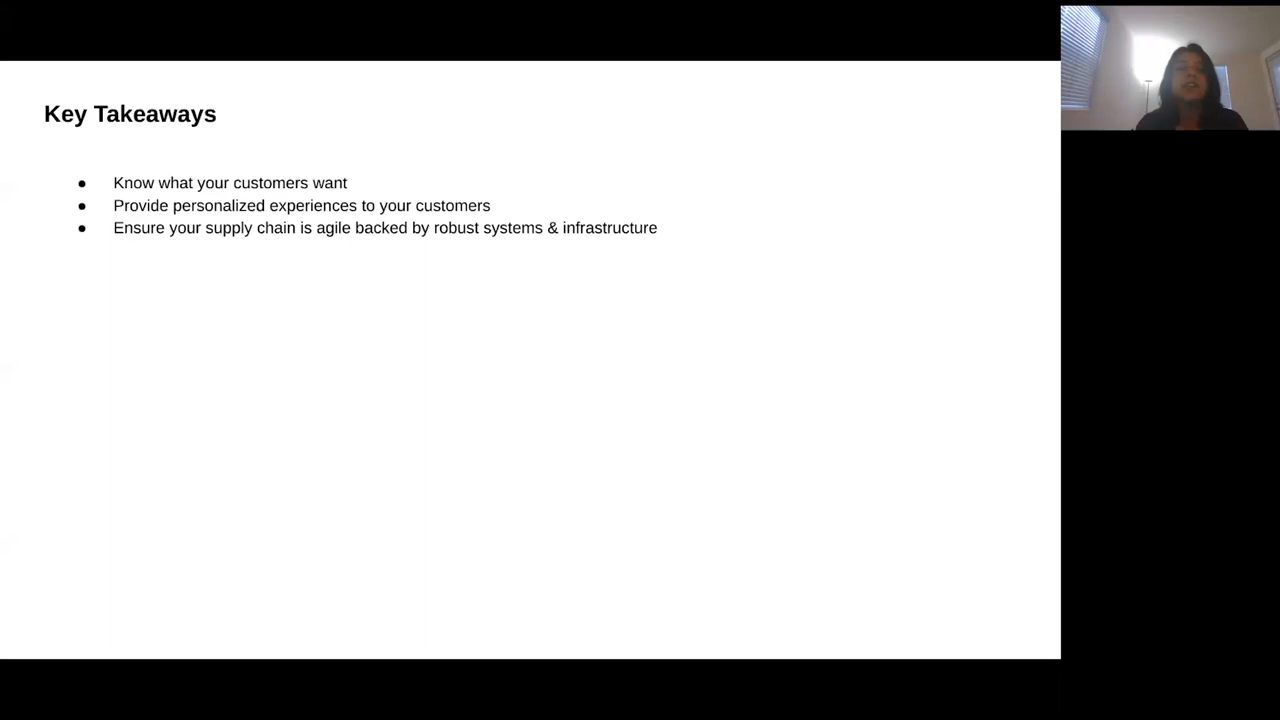 Key Takeaways
● Know what your customers want
● Provide personalized experiences to your customers
● Ensure your supply chain is agile backed by robust systems & infrastructure